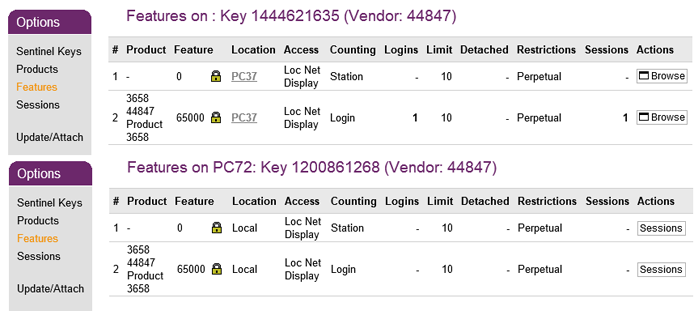 Options
Sentinel Keys
Products
Features
Sessions
Update/Attach
Features on : Key 1444621635 (Vendor: 44847)
# Product Feature Location Access Counting Logins Limit Detached Restrictions Sessions Actions
1 - 0 PC37 Loc Net Display Station - 10 - Perpetual - Browse
2 3658 44847 Product 3658 65000 PC37 Loc Net Display Login 1 10 - Perpetual 1 Browse
Options
Sentinel Keys
Products
Features
Sessions
Update/Attach
Features on PC72: Key 1200861268 (Vendor: 44847)
# Product Feature Location Access Counting Logins Limit Detached Restrictions Sessions Actions
1 - 0 Local Loc Net Display Station - 10 - Perpetual - Sessions
2 3658 44847 Product 3658 65000 Local Loc Net Display Login - 10 - Perpetual - Sessions